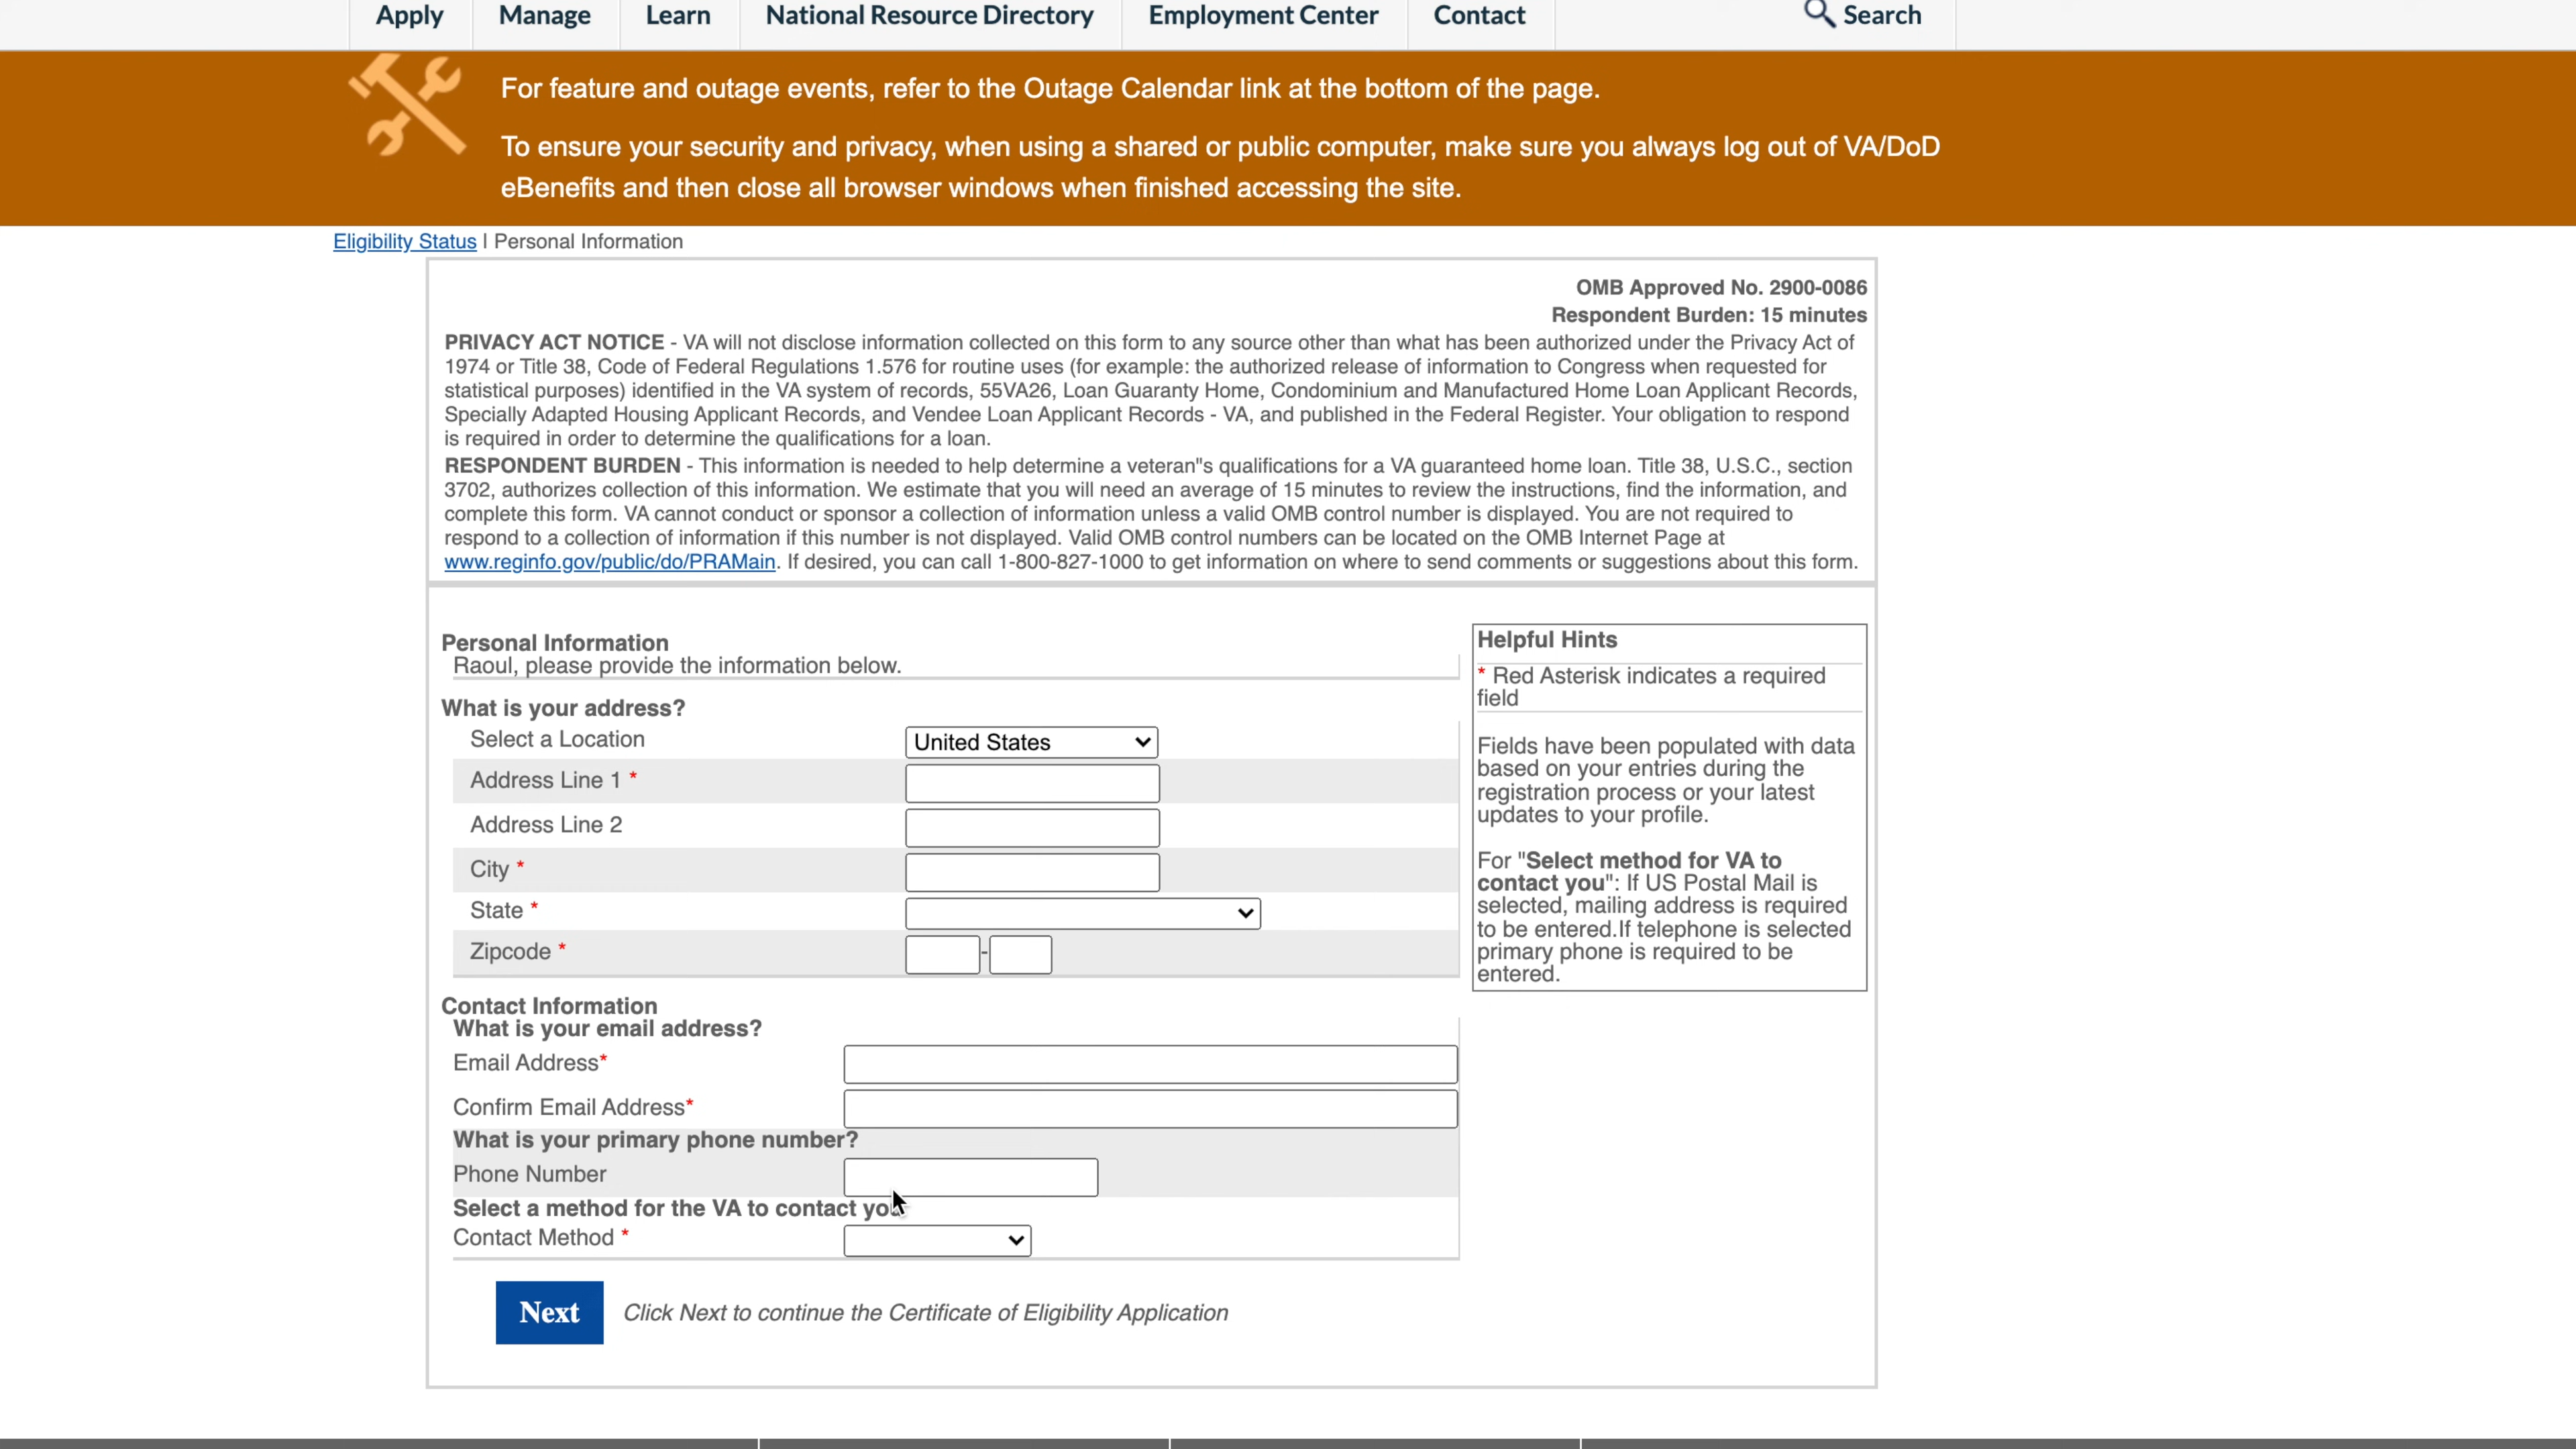 Apply Manage Learn National Resource Directory Employment Center Contact Search
For feature and outage events, refer to the Outage Calendar link at the bottom of the page.
To ensure your security and privacy, when using a shared or public computer, make sure you always log out of VA/DoD
eBenefits and then close all browser windows when finished accessing the site.
Eligibility Status | Personal Information
OMB Approved No. 2900-0086
Respondent Burden: 15 minutes
PRIVACY ACT NOTICE - VA will not disclose information collected on this form to any source other than what has been authorized under the Privacy Act of
1974 or Title 38, Code of Federal Regulations 1.576 for routine uses (for example: the authorized release of information to Congress when requested for
statistical purposes) identified in the VA system of records, 55VA26, Loan Guaranty Home, Condominium and Manufactured Home Loan Applicant Records,
Specially Adapted Housing Applicant Records, and Vendee Loan Applicant Records - VA, and published in the Federal Register. Your obligation to respond
is required in order to determine the qualifications for a loan.
RESPONDENT BURDEN - This information is needed to help determine a veteran"s qualifications for a VA guaranteed home loan. Title 38, U.S.C., section
3702, authorizes collection of this information. We estimate that you will need an average of 15 minutes to review the instructions, find the information, and
complete this form. VA cannot conduct or sponsor a collection of information unless a valid OMB control number is displayed. You are not required to
respond to a collection of information if this number is not displayed. Valid OMB control numbers can be located on the OMB Internet Page at
www.reginfo.gov/public/do/PRAMain. If desired, you can call 1-800-827-1000 to get information on where to send comments or suggestions about this form.
Personal Information
Raoul, please provide the information below.
What is your address?
Select a Location United States
Address Line 1 *
Address Line 2
City *
State *
Zipcode * -
Helpful Hints
* Red Asterisk indicates a required
field
Fields have been populated with data
based on your entries during the
registration process or your latest
updates to your profile.
For "Select method for VA to
contact you": If US Postal Mail is
selected, mailing address is required
to be entered.If telephone is selected
primary phone is required to be
entered.
Contact Information
What is your email address?
Email Address*
Confirm Email Address*
What is your primary phone number?
Phone Number
Select a method for the VA to contact you
Contact Method *
Next Click Next to continue the Certificate of Eligibility Application